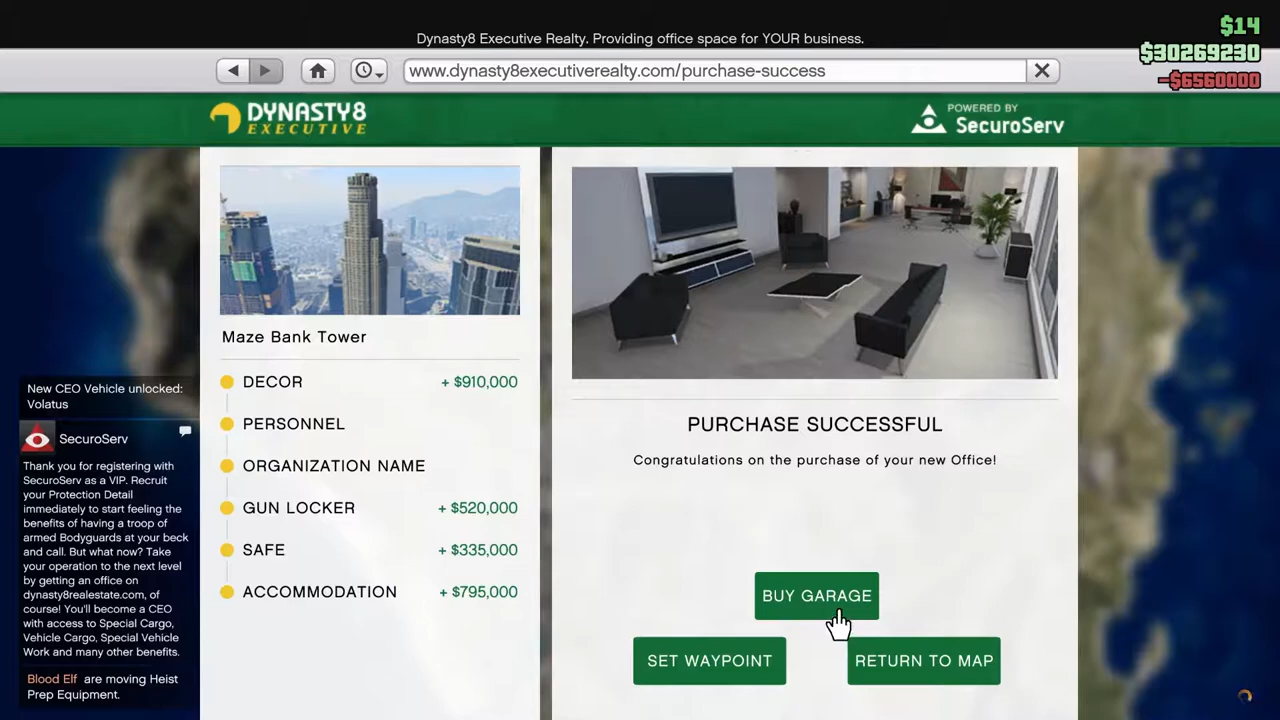 Dynasty8 Executive Realty. Providing office space for YOUR business.
$14
$30269230
-$6560000
www.dynasty8executiverealty.com/purchase-success
DYNASTY8
EXECUTIVE
POWERED BY
SecuroServ
Maze Bank Tower
DECOR + $910,000
PERSONNEL
ORGANIZATION NAME
GUN LOCKER + $520,000
SAFE + $335,000
ACCOMMODATION + $795,000
PURCHASE SUCCESSFUL
Congratulations on the purchase of your new Office!
BUY GARAGE
SET WAYPOINT
RETURN TO MAP
New CEO Vehicle unlocked:
Volatus
SecuroServ
Thank you for registering with
SecuroServ as a VIP. Recruit
your Protection Detail
immediately to start feeling the
benefits of having a troop of
armed Bodyguards at your beck
and call. But what now? Take
your operation to the next level
by getting an office on
dynasty8realestate.com, of
course! You'll become a CEO
with access to Special Cargo,
Vehicle Cargo, Special Vehicle
Work and many other benefits.
Blood Elf are moving Heist
Prep Equipment.